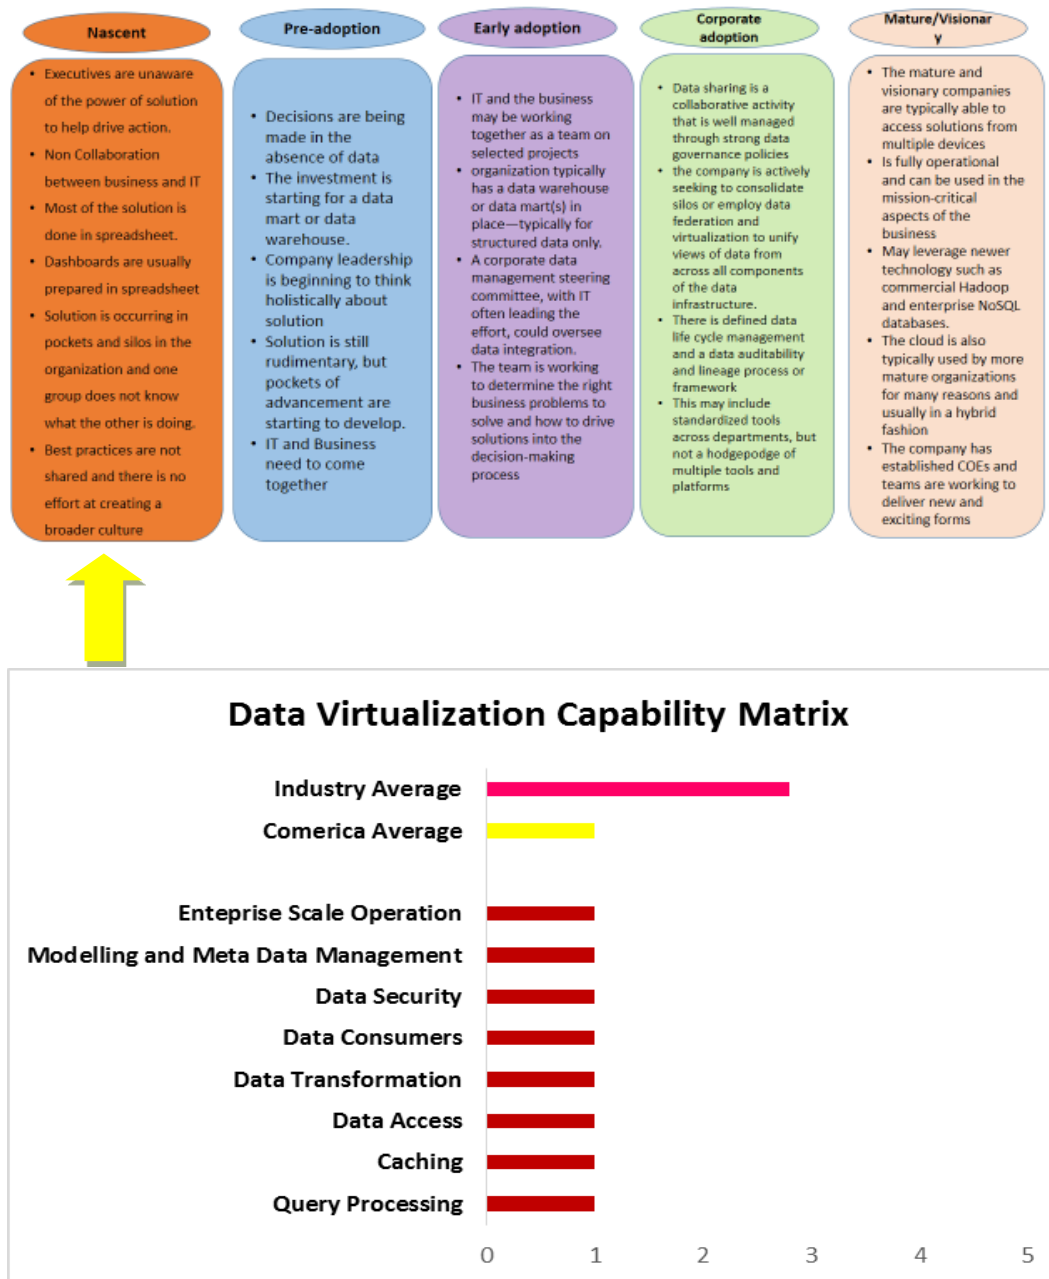 Nascent
• Executives are unaware
of the power of solution
to help drive action.
• Non Collaboration
between business and IT
• Most of the solution is
done in spreadsheet.
• Dashboards are usually
prepared in spreadsheet
• Solution is occurring in
pockets and silos in the
organization and one
group does not know
what the other is doing.
• Best practices are not
shared and there is no
effort at creating a
broader culture
Pre-adoption
• Decisions are being
made in the
absence of data
• The investment is
starting for a data
mart or data
warehouse.
• Company leadership
is beginning to think
holistically about
solution
• Solution is still
rudimentary, but
pockets of
advancement are
starting to develop.
• IT and Business
need to come
together
Early adoption
• IT and the business
may be working
together as a team on
selected projects
• organization typically
has a data warehouse
or data mart(s) in
place—typically for
structured data only.
• A corporate data
management steering
committee, with IT
often leading the
effort, could oversee
data integration.
• The team is working
to determine the right
business problems to
solve and how to drive
solutions into the
decision-making
process
Corporate
adoption
• Data sharing is a
collaborative activity
that is well managed
through strong data
governance policies
• the company is actively
seeking to consolidate
silos or employ data
federation and
virtualization to unify
views of data from
across all components
of the data
infrastructure.
• There is defined data
life cycle management
and a data auditability
and lineage process or
framework
• This may include
standardized tools
across departments, but
not a hodgepodge of
multiple tools and
platforms
Mature/Visionar
y
• The mature and
visionary companies
are typically able to
access solutions from
multiple devices
• Is fully operational
and can be used in the
mission-critical
aspects of the
business
• May leverage newer
technology such as
commercial Hadoop
and enterprise NoSQL
databases.
• The cloud is also
typically used by more
mature organizations
for many reasons and
usually in a hybrid
fashion
• The company has
established COEs and
teams are working to
deliver new and
exciting forms
Data Virtualization Capability Matrix
Industry Average
Comerica Average
Enteprise Scale Operation
Modelling and Meta Data Management
Data Security
Data Consumers
Data Transformation
Data Access
Caching
Query Processing
0 1 2 3 4 5